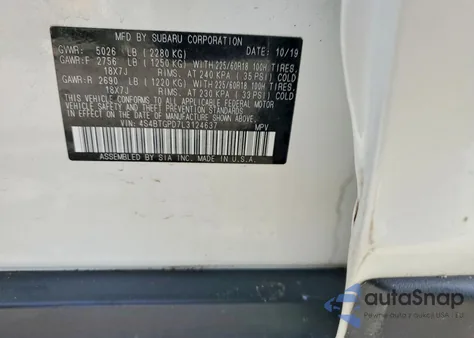 MFD. BY SUBARU CORPORATION
GVWR: 5026 LB (2280 KG) DATE: 10/19
GAWR:F 2756 LB (1250 KG) WITH 225/60R18 100H TIRES.
18X7J RIMS. AT 240 KPA ( 35 PSI) COLD
GAWR:R 2690 LB (1220 KG) WITH 225/60R18 100H TIRES.
18X7J RIMS. AT 230 KPA ( 33 PSI) COLD
THIS VEHICLE CONFORMS TO ALL APPLICABLE FEDERAL MOTOR
VEHICLE SAFETY AND THEFT PREVENTION STANDARDS IN
EFFECT ON THE DATE OF MANUFACTURE SHOWN ABOVE.
VIN: 4S4BTGPD7L3124637 MPV
ASSEMBLED BY SIA INC. MADE IN U.S.A.
autoSnap